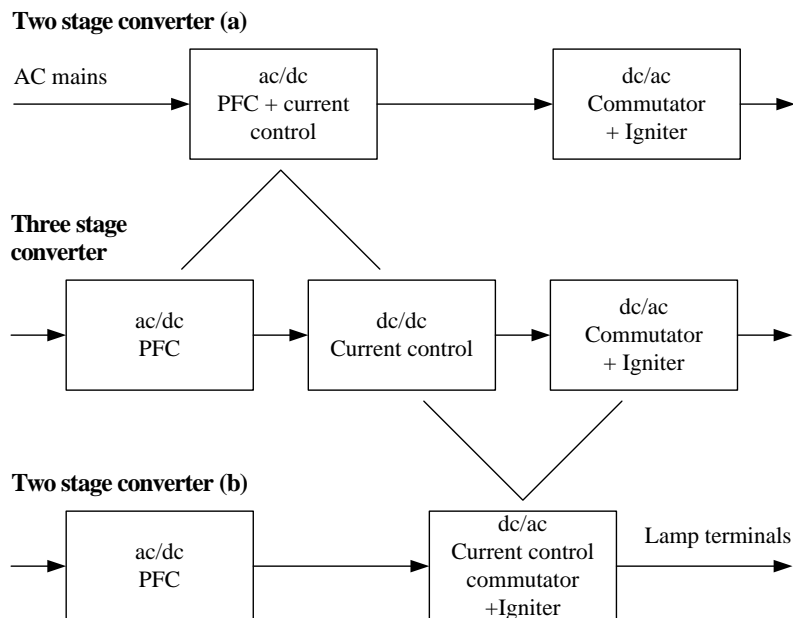 Two stage converter (a)
AC mains
ac/dc
PFC + current
control
dc/ac
Commutator
+ Igniter
Three stage
converter
ac/dc
PFC
dc/dc
Current control
dc/ac
Commutator
+ Igniter
Two stage converter (b)
ac/dc
PFC
dc/ac
Current control
commutator
+Igniter
Lamp terminals